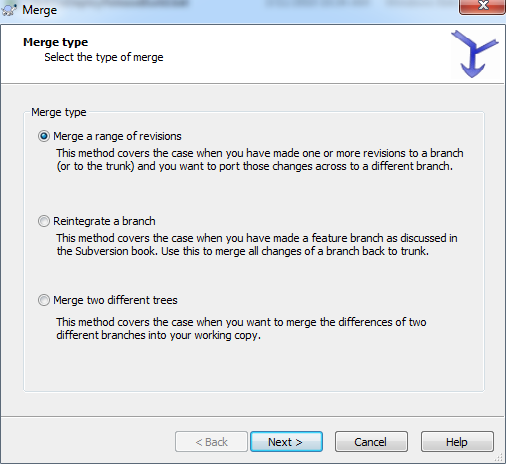 Merge
Merge type
Select the type of merge
Merge type
Merge a range of revisions
This method covers the case when you have made one or more revisions to a branch
(or to the trunk) and you want to port those changes across to a different branch.
Reintegrate a branch
This method covers the case when you have made a feature branch as discussed in
the Subversion book. Use this to merge all changes of a branch back to trunk.
Merge two different trees
This method covers the case when you want to merge the differences of two
different branches into your working copy.
< Back
Next >
Cancel
Help